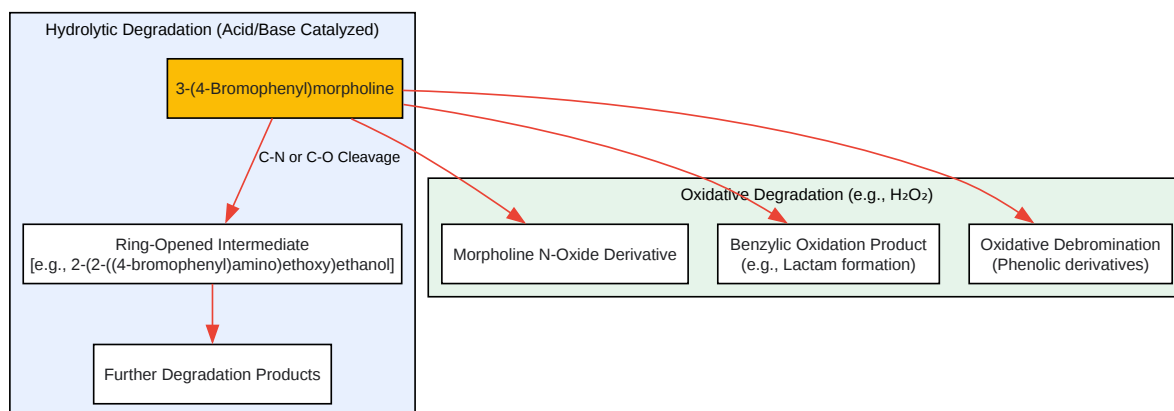 Hydrolytic Degradation (Acid/Base Catalyzed)
3-(4-Bromophenyl)morpholine
C-N or C-O Cleavage
Oxidative Degradation (e.g., H₂O₂)
Ring-Opened Intermediate
[e.g., 2-(2-((4-bromophenyl)amino)ethoxy)ethanol]
Morpholine N-Oxide Derivative
Benzylic Oxidation Product
(e.g., Lactam formation)
Oxidative Debromination
(Phenolic derivatives)
Further Degradation Products